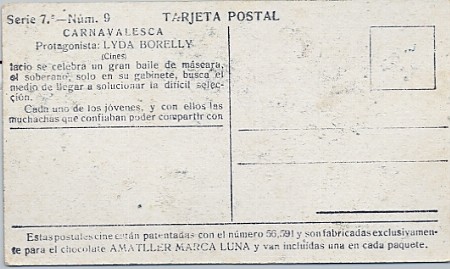 Serie 7.ª—Núm. 9 TARJETA POSTAL
CARNAVALESCA
Protagonista: LYDA BORELLY
(Cines)
lacio se celebra un gran baile de máscara,
el soberano, solo en su gabinete, busca el
medio de llegar a solucionar la difícil selec-
ción.
Cada uno de los jóvenes, y con ellos las
muchachas que confiaban poder compartir con
Estas postales cine están patentadas con el número 56,591 y son fabricadas exclusivamen-
te para el chocolate AMATLLER MARCA LUNA y van incluídas una en cada paquete.